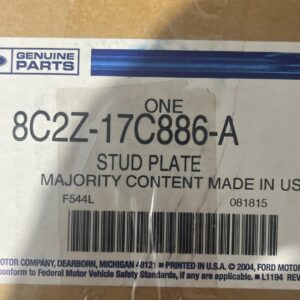 GENUINE
PARTS
ONE
8C2Z-17C886-A
STUD PLATE
MAJORITY CONTENT MADE IN US
F544L 081815
MOTOR COMPANY, DEARBORN, MICHIGAN 48121 ■ PRINTED IN U.S.A. © 2004, FORD MOTOR
conform to Federal Motor Vehicle Safety Standards, if any are applicable. ■ L1194 REV